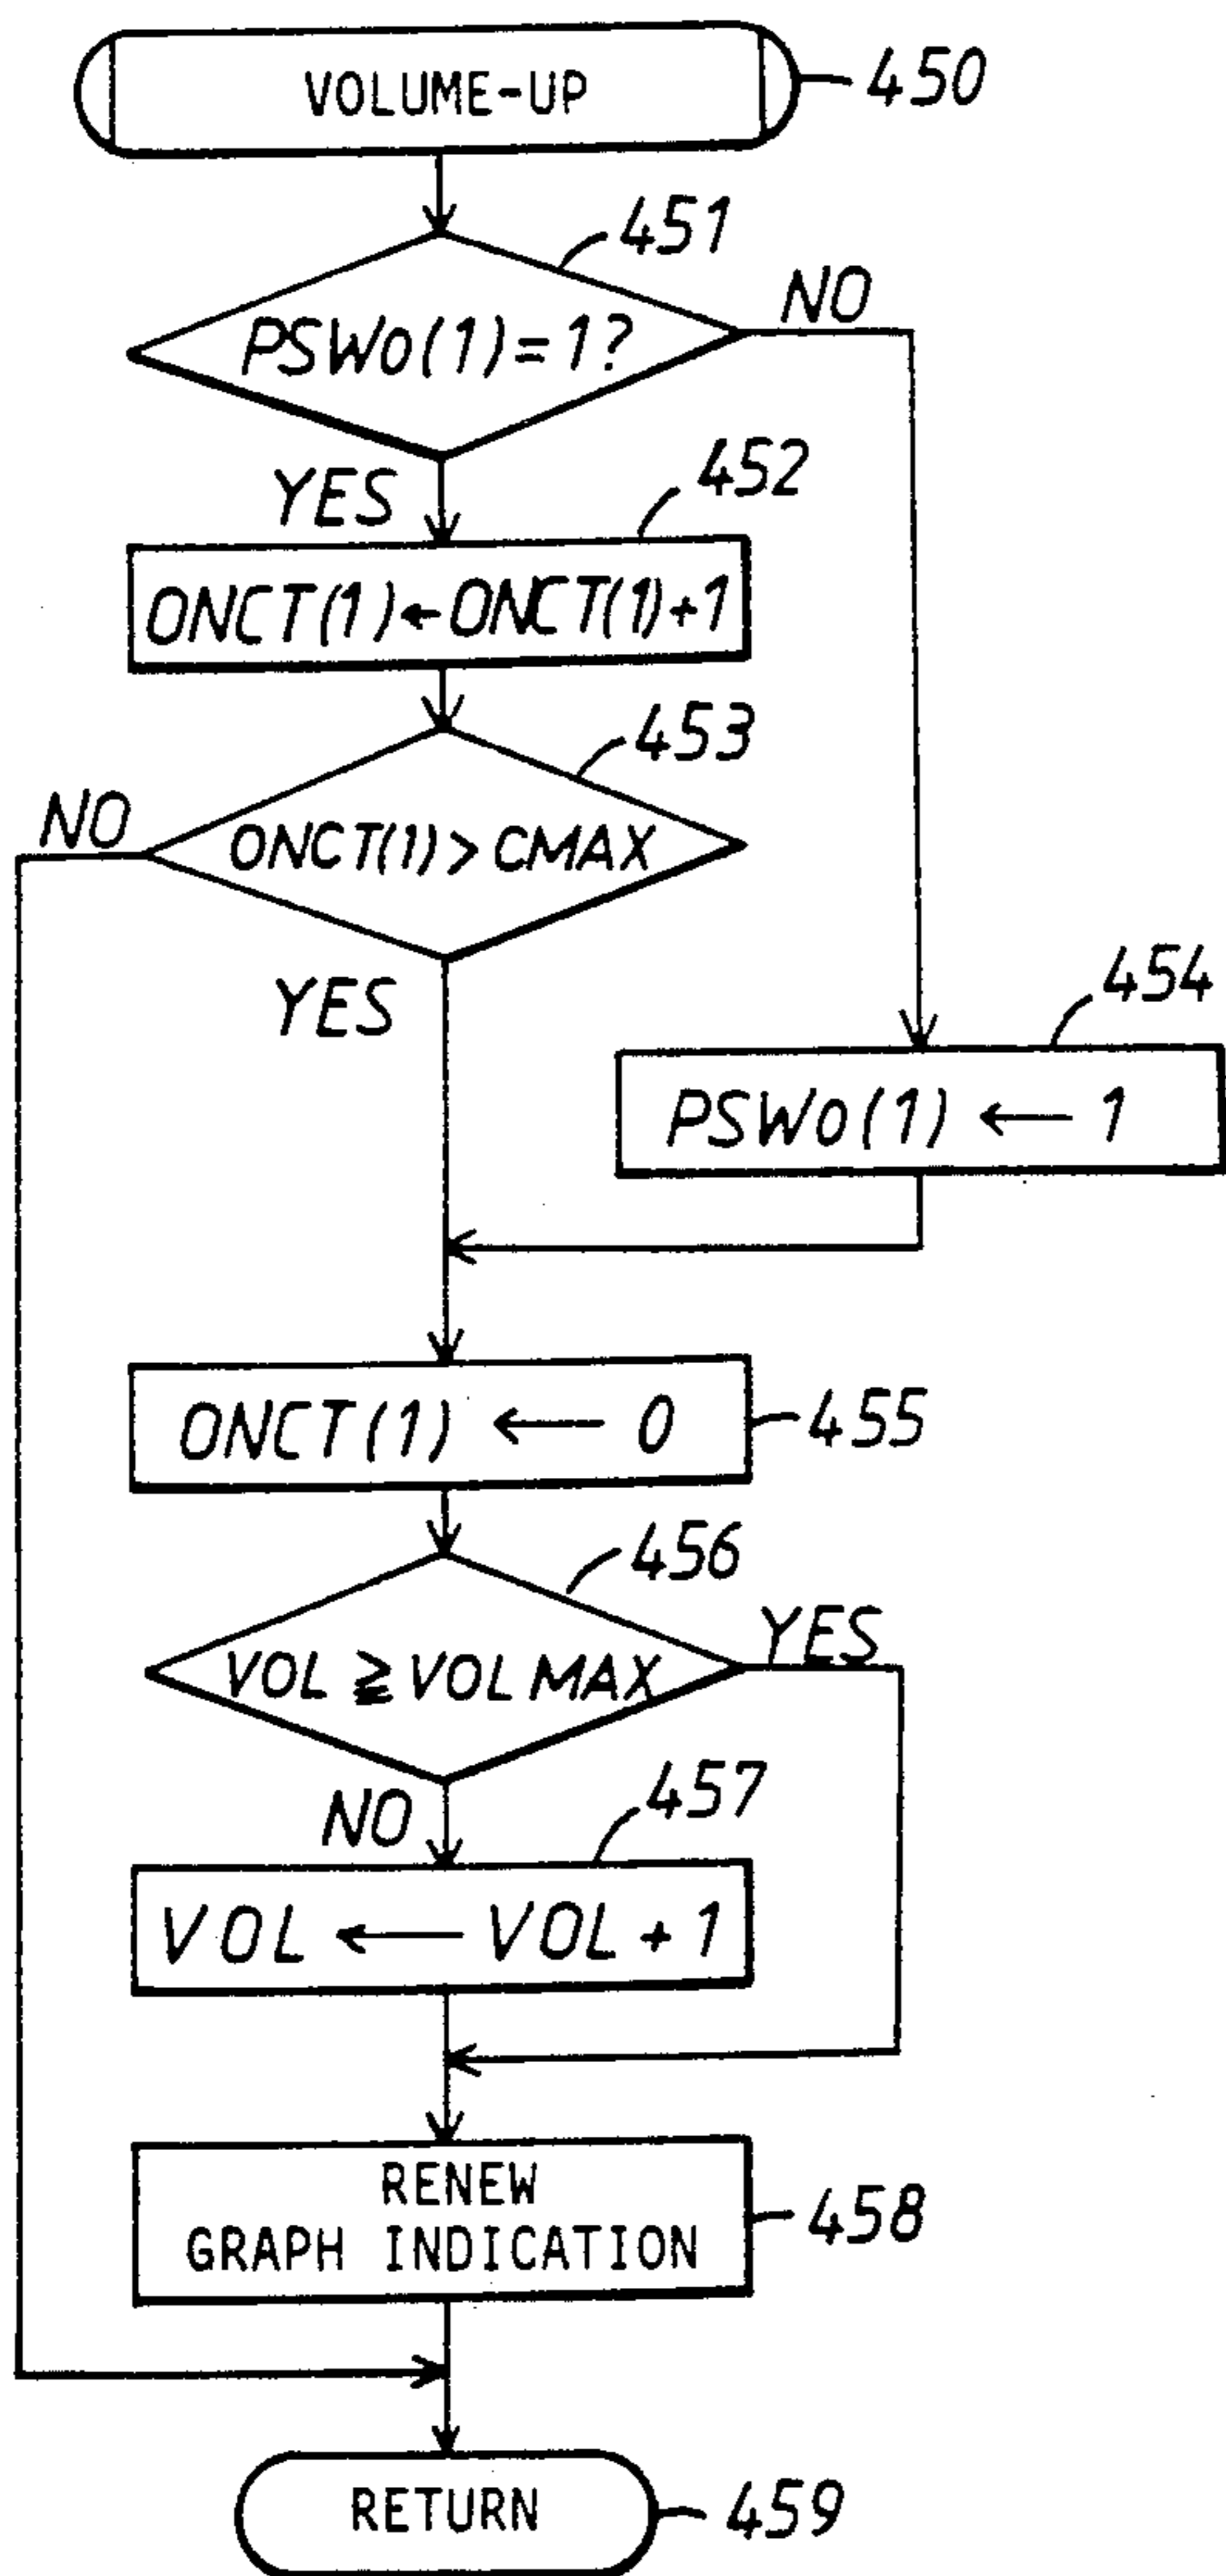 VOLUME-UP
450
451
PSWo(1)=1?
NO
YES
452
ONCT(1)←ONCT(1)+1
453
NO
ONCT(1)>CMAX
YES
454
PSWo(1) ← 1
ONCT(1) ← 0
455
456
VOL ≧ VOL MAX
YES
NO
457
VOL ← VOL + 1
RENEW
GRAPH INDICATION
458
RETURN
459